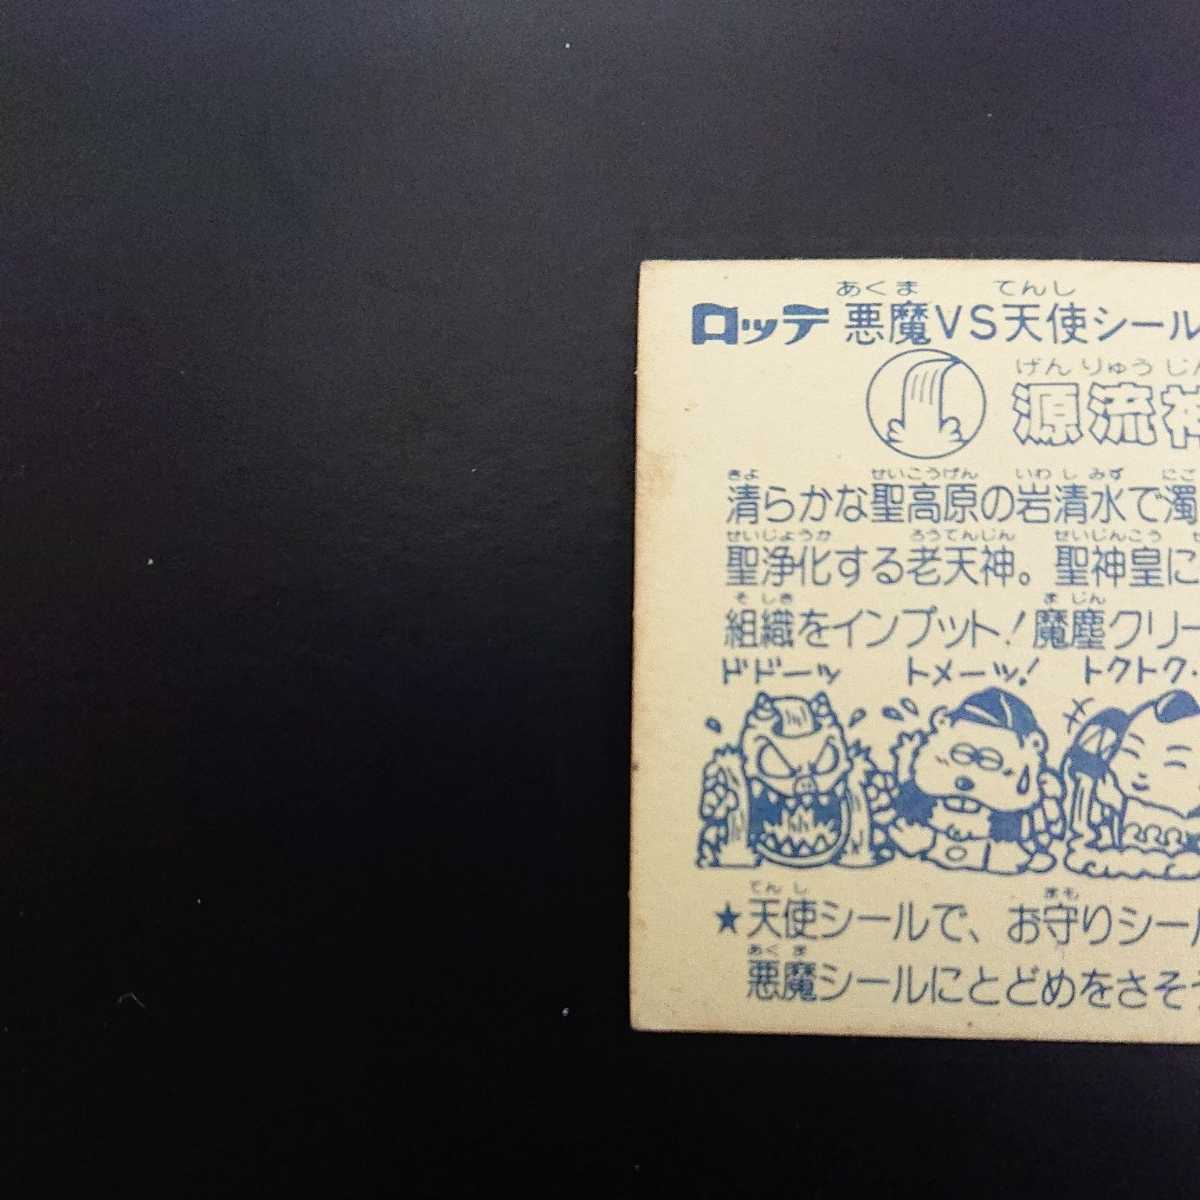 あくま てんし
ロッテ 悪魔VS天使シール
げんりゅうじん
源流神
きよ せいこうげん いわしみず にご
清らかな聖高原の岩清水で濁
せいじょうか ろうてんじん せいじんこう
聖浄化する老天神。聖神皇に
そしき まじん
組織をインプット!魔塵クリー
ドドーッ トメーッ! トクトク・
てんし まも
★天使シールで、お守りシール
あくま
悪魔シールにとどめをさそう